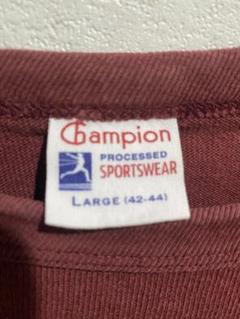 Champion
PROCESSED
SPORTSWEAR
LARGE (42-44)